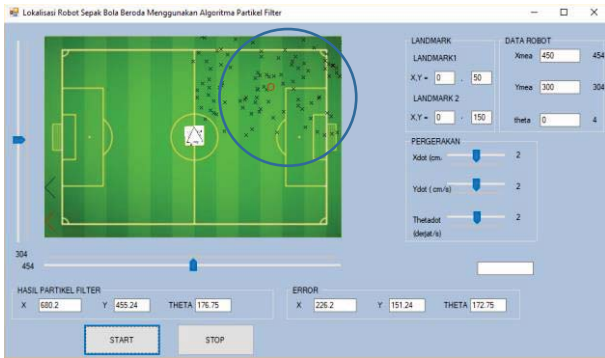 Lokalisasi Robot Sepak Bola Beroda Menggunakan Algoritma Partikel Filter
LANDMARK
LANDMARK1
X,Y = 0 . 50
LANDMARK 2
X,Y = 0 . 150
DATA ROBOT
Xmea 450 454
Ymea 300 304
theta 0 4
PERGERAKAN
Xdot (cm- 2
Ydot ( cm/s) 2
Thetadot 2
(derjat/s)
304
454
HASIL PARTIKEL FILTER
X 680.2 Y 455.24 THETA 176.75
ERROR
X 226.2 Y 151.24 THETA 172.75
START STOP